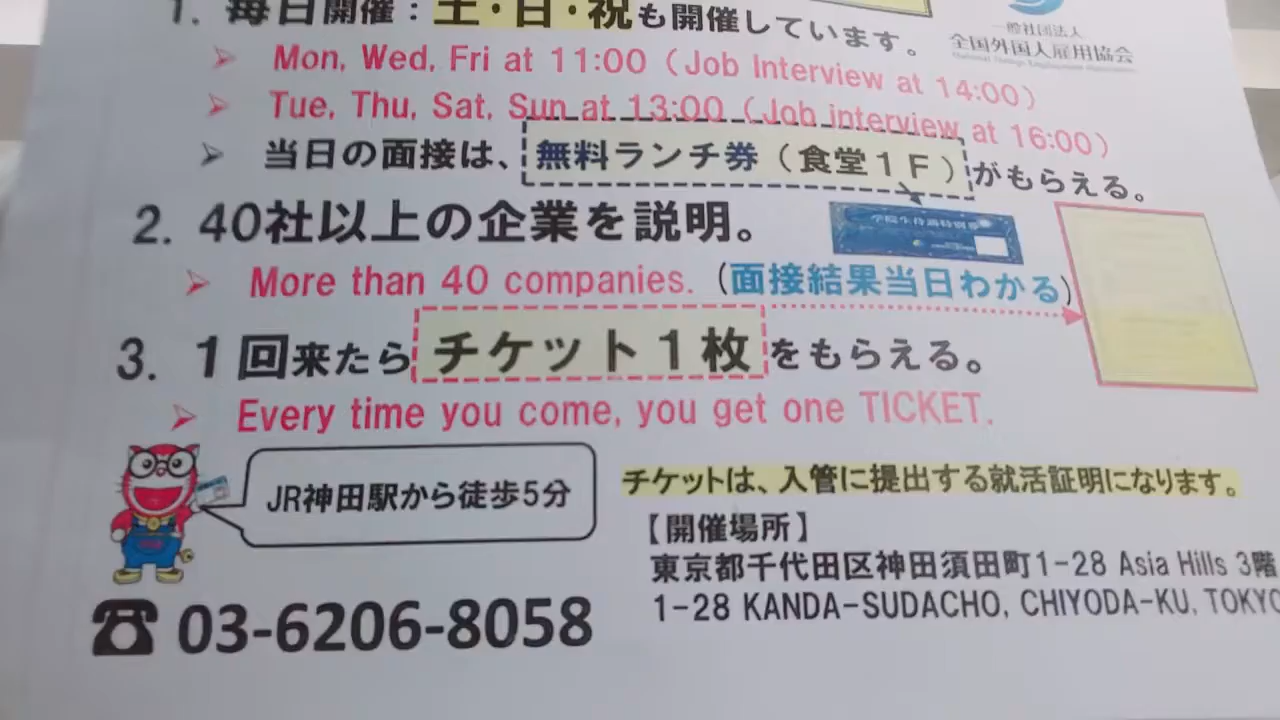 1. 毎日開催：土・日・祝も開催しています。
一般社団法人
全国外国人雇用協会
➢ Mon, Wed, Fri at 11:00 (Job Interview at 14:00)
➢ Tue, Thu, Sat, Sun at 13:00 (Job interview at 16:00)
➢ 当日の面接は、無料ランチ券（食堂１Ｆ）がもらえる。
2. 40社以上の企業を説明。
➢ More than 40 companies. (面接結果当日わかる)
3. １回来たらチケット１枚をもらえる。
➢ Every time you come, you get one TICKET.
JR神田駅から徒歩5分
チケットは、入管に提出する就活証明になります。
【開催場所】
東京都千代田区神田須田町1-28 Asia Hills 3階
1-28 KANDA-SUDACHO, CHIYODA-KU, TOKYO
☎ 03-6206-8058